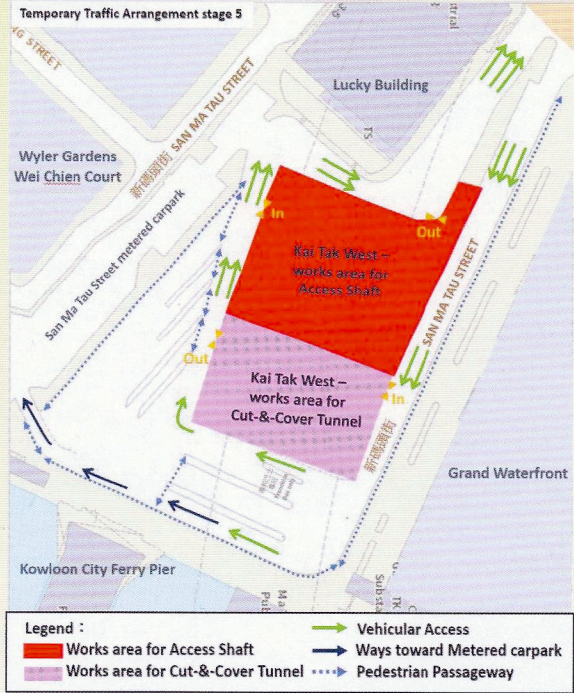 Temporary Traffic Arrangement stage 5
Lucky Building
SAN MA TAU STREET
新碼頭街
Wyler Gardens
Wei Chien Court
San Ma Tau Street metered carpark
In
Out
Kai Tak West –
works area for
Access Shaft
SAN MA TAU STREET
Out
Kai Tak West –
works area for
Cut-&-Cover Tunnel
In
新碼頭街
Grand Waterfront
Kowloon City Ferry Pier
Legend :
Works area for Access Shaft
Works area for Cut-&-Cover Tunnel
Vehicular Access
Ways toward Metered carpark
Pedestrian Passageway